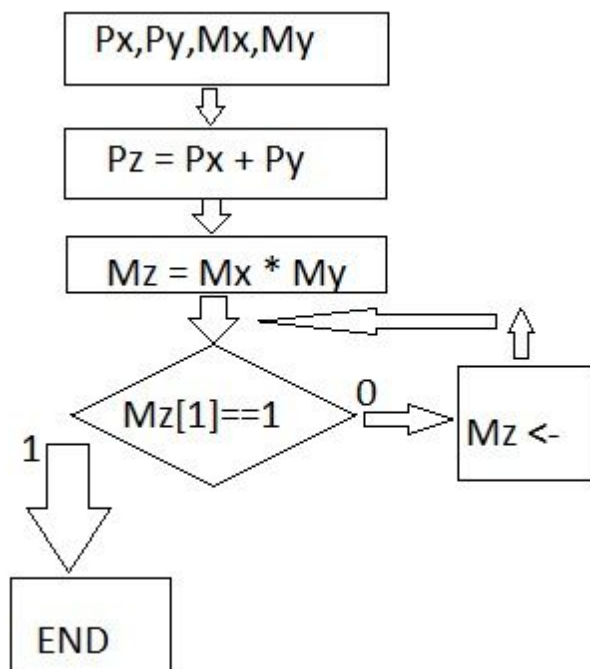 Px,Py,Mx,My
Pz = Px + Py
Mz = Mx * My
Mz[1]==1
0
Mz <-
1
END